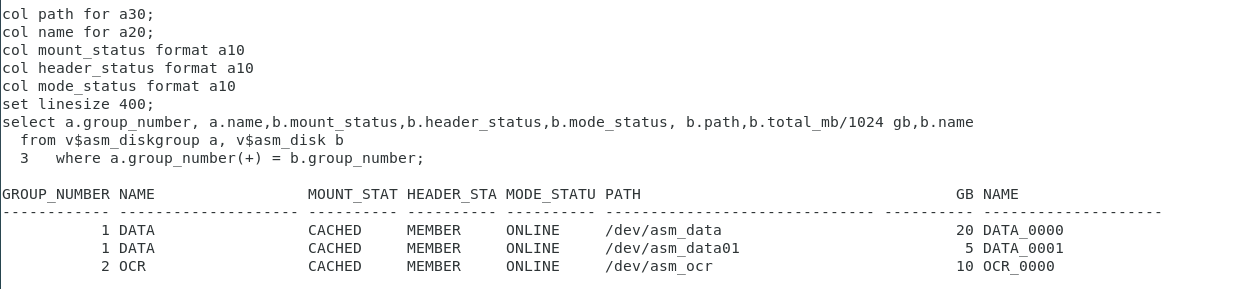 col path for a30;
col name for a20;
col mount_status format a10
col header_status format a10
col mode_status format a10
set linesize 400;
select a.group_number, a.name,b.mount_status,b.header_status,b.mode_status, b.path,b.total_mb/1024 gb,b.name
  from v$asm_diskgroup a, v$asm_disk b
  3   where a.group_number(+) = b.group_number;

GROUP_NUMBER NAME                 MOUNT_STAT HEADER_STA MODE_STATU PATH                                   GB NAME
------------ -------------------- ---------- ---------- ---------- ------------------------------ ---------- --------------------
           1 DATA                 CACHED     MEMBER     ONLINE     /dev/asm_data                          20 DATA_0000
           1 DATA                 CACHED     MEMBER     ONLINE     /dev/asm_data01                         5 DATA_0001
           2 OCR                  CACHED     MEMBER     ONLINE     /dev/asm_ocr                           10 OCR_0000